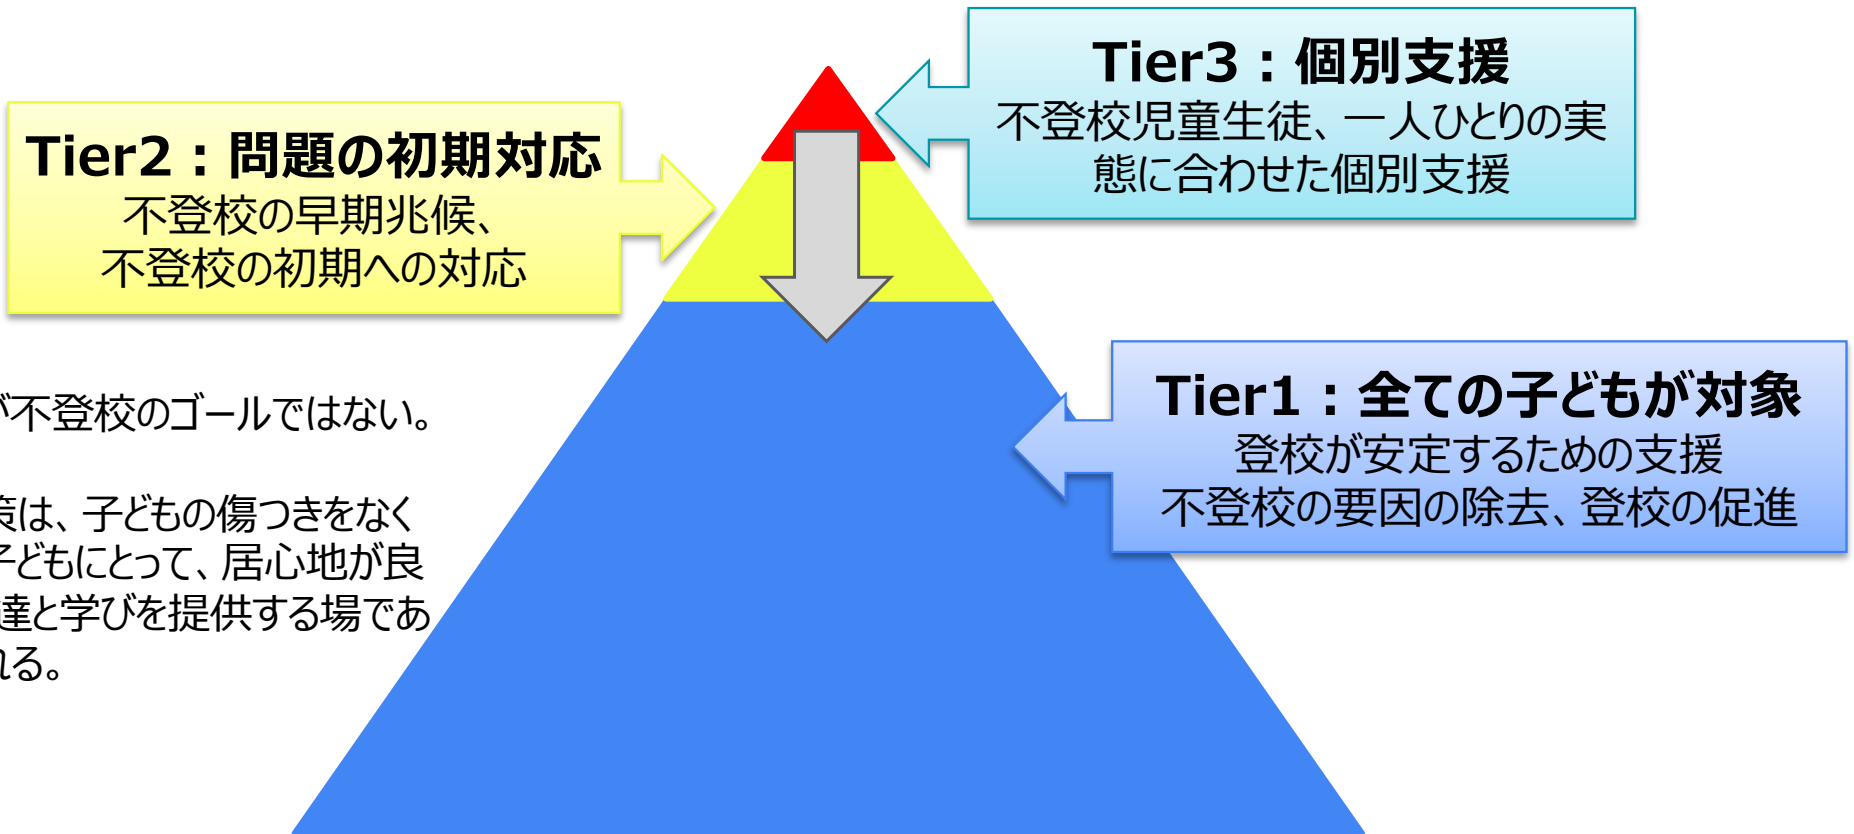 Tier3：個別支援
不登校児童生徒、一人ひとりの実
態に合わせた個別支援
Tier2：問題の初期対応
不登校の早期兆候、
不登校の初期への対応
Tier1：全ての子どもが対象
登校が安定するための支援
不登校の要因の除去、登校の促進
が不登校のゴールではない。
策は、子どもの傷つきをなく
子どもにとって、居心地が良
達と学びを提供する場であ
れる。